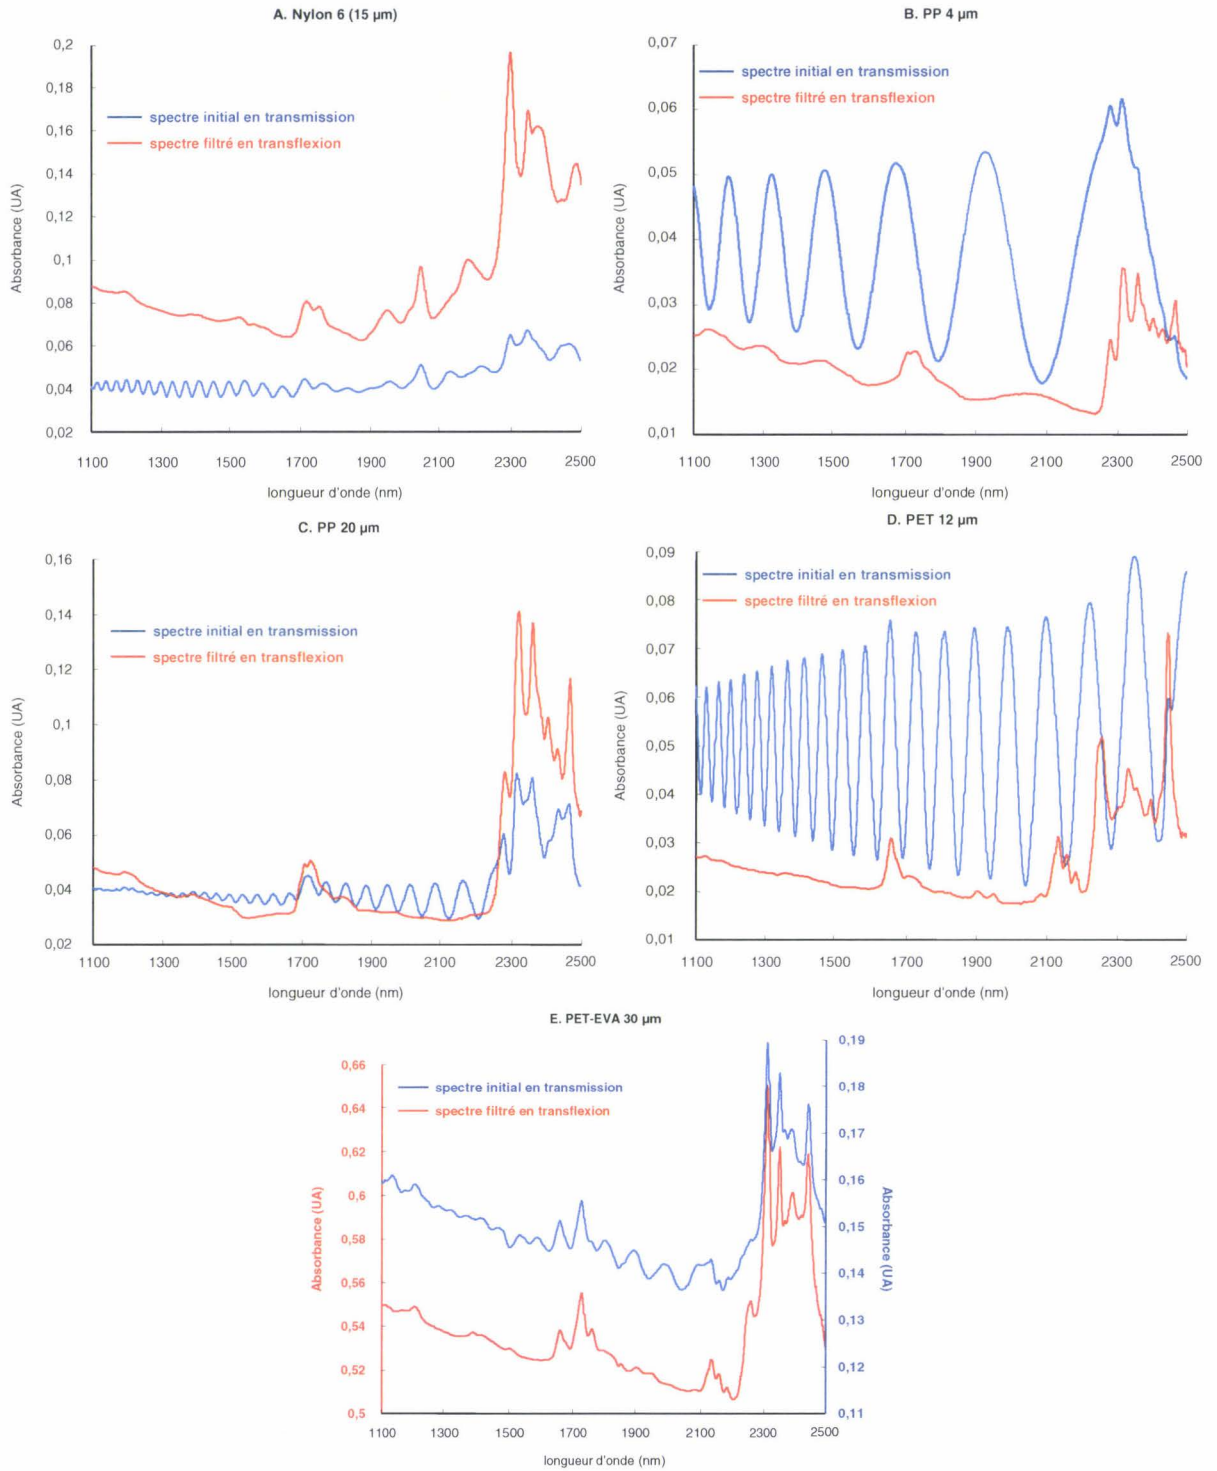 A. Nylon 6 (15 µm)
0,2
0,18
0,16
0,14
0,12
0,1
0,08
0,06
0,04
0,02
Absorbance (UA)
spectre initial en transmission
spectre filtré en transflexion
1100 1300 1500 1700 1900 2100 2300 2500
longueur d'onde (nm)
B. PP 4 µm
0,07
0,06
0,05
0,04
0,03
0,02
0,01
Absorbance (UA)
spectre initial en transmission
spectre filtré en transflexion
1100 1300 1500 1700 1900 2100 2300 2500
longueur d'onde (nm)
C. PP 20 µm
0,16
0,14
0,12
0,1
0,08
0,06
0,04
0,02
Absorbance (UA)
spectre initial en transmission
spectre filtré en transflexion
1100 1300 1500 1700 1900 2100 2300 2500
longueur d'onde (nm)
D. PET 12 µm
0,09
0,08
0,07
0,06
0,05
0,04
0,03
0,02
0,01
Absorbance (UA)
spectre initial en transmission
spectre filtré en transflexion
1100 1300 1500 1700 1900 2100 2300 2500
longueur d'onde (nm)
E. PET-EVA 30 µm
0,66
0,64
0,62
0,6
0,58
0,56
0,54
0,52
0,5
Absorbance (UA)
spectre initial en transmission
spectre filtré en transflexion
0,19
0,18
0,17
0,16
0,15
0,14
0,13
0,12
0,11
Absorbance (UA)
1100 1300 1500 1700 1900 2100 2300 2500
longueur d'onde (nm)